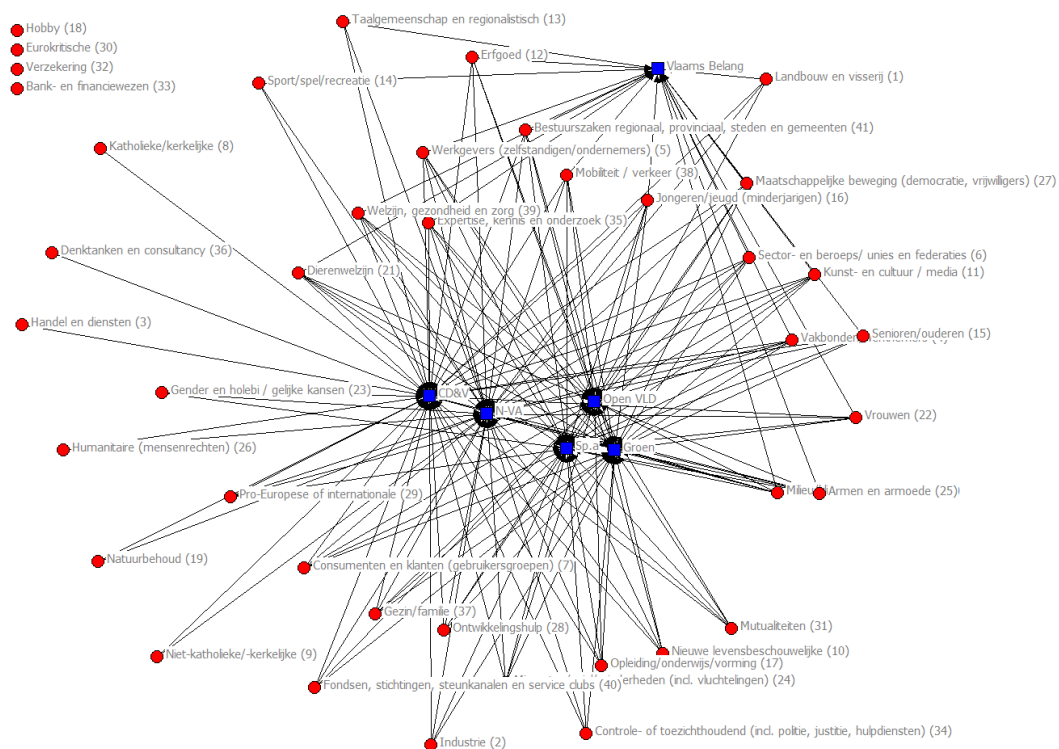 Taalgemeenschap en regionalistisch (13)
Hobby (18)
Eurokritische (30)
Verzekering (32)
Bank- en financiewezen (33)
Erfgoed (12)
Vlaams Belang
Sport/spel/recreatie (14)
Landbouw en visserij (1)
Bestuurszaken regionaal, provinciaal, steden en gemeenten (41)
Katholieke/kerkelijke (8)
Werkgevers (zelfstandigen/ondernemers) (5)
Mobiliteit / verkeer (38)
Maatschappelijke beweging (democratie, vrijwilligers) (27)
Jongeren/jeugd (minderjarigen) (16)
Welzijn, gezondheid en zorg (39)
Expertise, kennis en onderzoek (35)
Denktanken en consultancy (36)
Sector- en beroeps/ unies en federaties (6)
Dierenwelzijn (21)
Kunst- en cultuur / media (11)
Handel en diensten (3)
Senioren/ouderen (15)
Gender en holebi / gelijke kansen (23)
CD&V
Open VLD
N-VA
Vrouwen (22)
Humanitaire (mensenrechten) (26)
Sp.a
Groen
Pro-Europese of internationale (29)
Armen en armoede (25)
Natuurbehoud (19)
Consumenten en klanten (gebruikersgroepen) (7)
Gezin/familie (37)
Ontwikkelingshulp (28)
Mutualiteiten (31)
Niet-katholieke/-kerkelijke (9)
Nieuwe levensbeschouwelijke (10)
Opleiding/onderwijs/vorming (17)
Fondsen, stichtingen, steunkanalen en service clubs (40)
(incl. vluchtelingen) (24)
Controle- of toezichthoudend (incl. politie, justitie, hulpdiensten) (34)
Industrie (2)